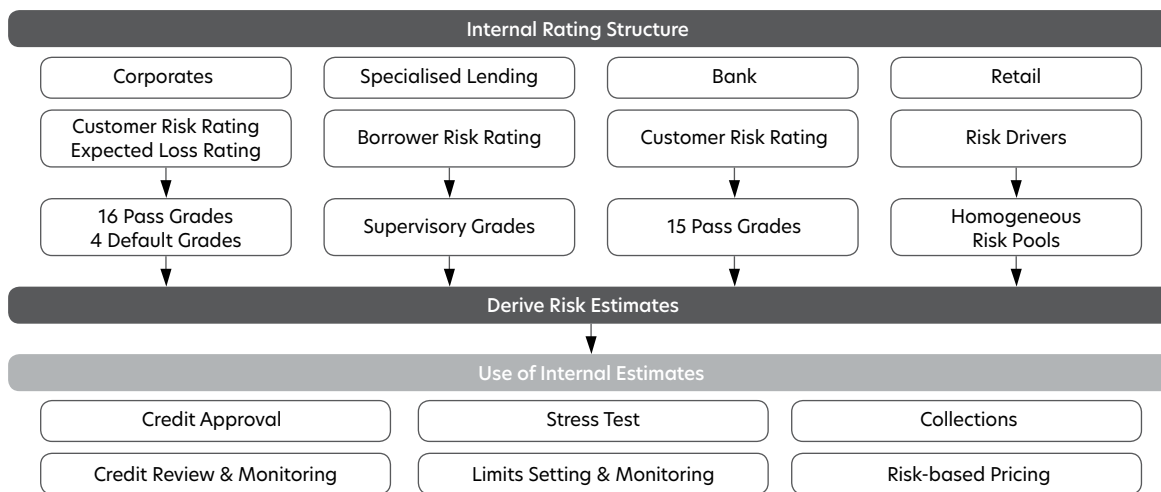 Internal Rating Structure
Corporates
Specialised Lending
Bank
Retail
Customer Risk Rating
Expected Loss Rating
Borrower Risk Rating
Customer Risk Rating
Risk Drivers
16 Pass Grades
4 Default Grades
Supervisory Grades
15 Pass Grades
Homogeneous
Risk Pools
Derive Risk Estimates
Use of Internal Estimates
Credit Approval
Stress Test
Collections
Credit Review & Monitoring
Limits Setting & Monitoring
Risk-based Pricing